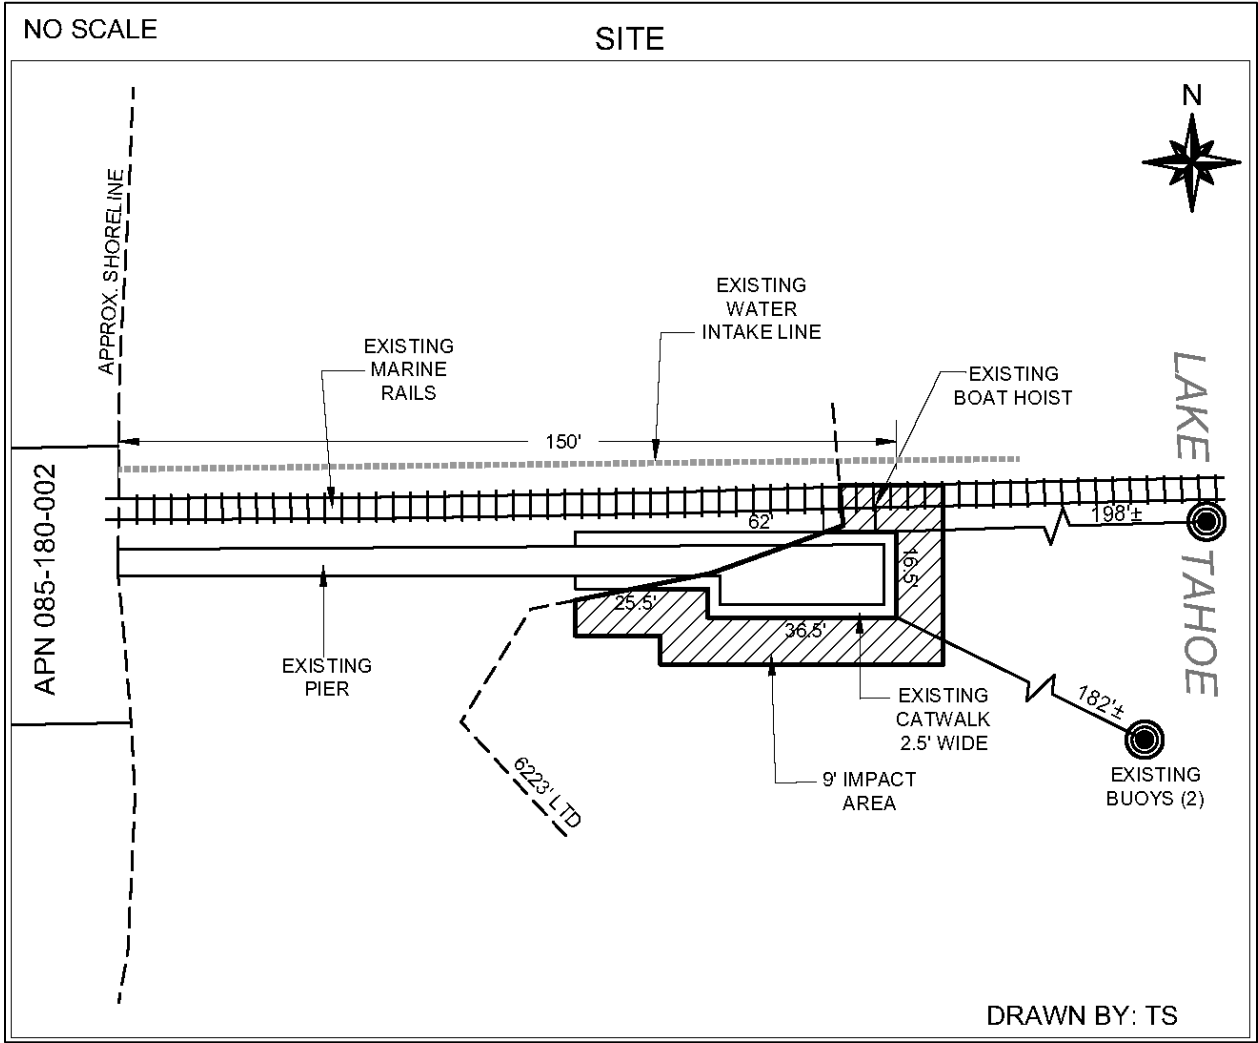 NO SCALE
SITE
N
APPROX. SHORELINE
EXISTING
WATER
INTAKE LINE
EXISTING
MARINE
RAILS
EXISTING
BOAT HOIST
LAKE TAHOE
150'
APN 085-180-002
62'
198'±
16.5'
25.5'
36.5'
EXISTING
PIER
EXISTING
CATWALK
2.5' WIDE
182'±
6223' LTD
9' IMPACT
AREA
EXISTING
BUOYS (2)
DRAWN BY: TS